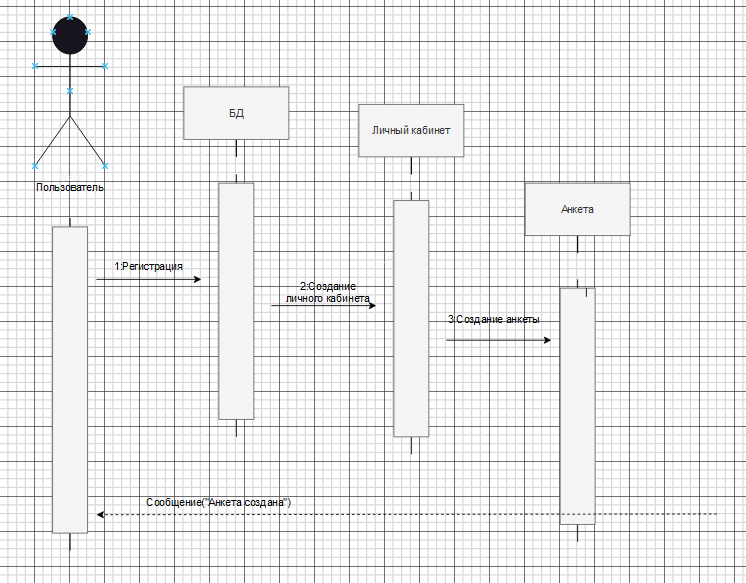 БД
Личный кабинет
Пользователь
Анкета
1:Регистрация
2:Создание
личного кабинета
3:Создание анкеты
Сообщение("Анкета создана")